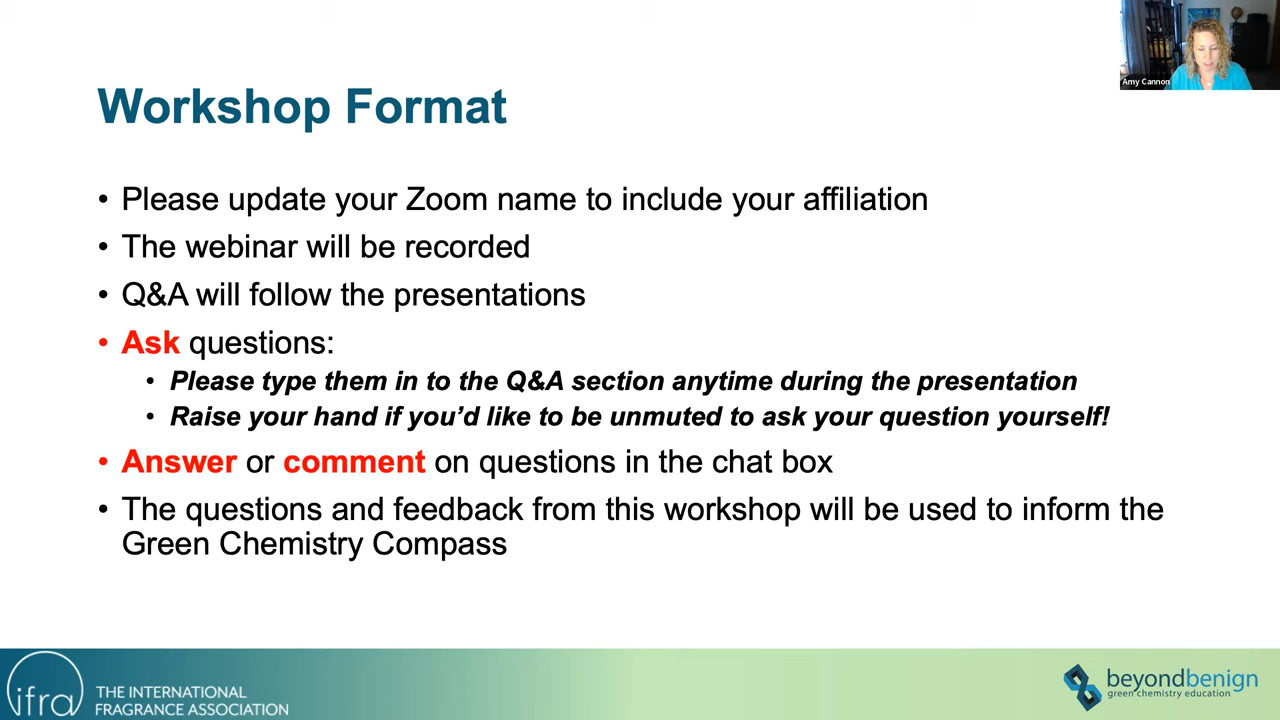 Amy Cannon
Workshop Format
• Please update your Zoom name to include your affiliation
• The webinar will be recorded
• Q&A will follow the presentations
• Ask questions:
• Please type them in to the Q&A section anytime during the presentation
• Raise your hand if you’d like to be unmuted to ask your question yourself!
• Answer or comment on questions in the chat box
• The questions and feedback from this workshop will be used to inform the
Green Chemistry Compass
ifra
THE INTERNATIONAL
FRAGRANCE ASSOCIATION
beyondbenign
green chemistry education